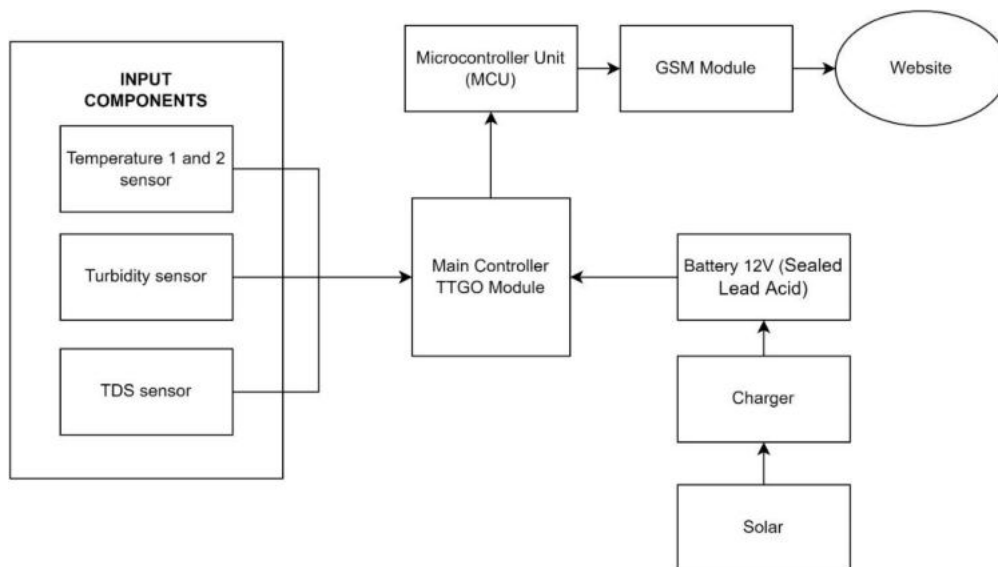 INPUT
COMPONENTS
Temperature 1 and 2
sensor
Turbidity sensor
TDS sensor
Microcontroller Unit
(MCU)
GSM Module
Website
Main Controller
TTGO Module
Battery 12V (Sealed
Lead Acid)
Charger
Solar